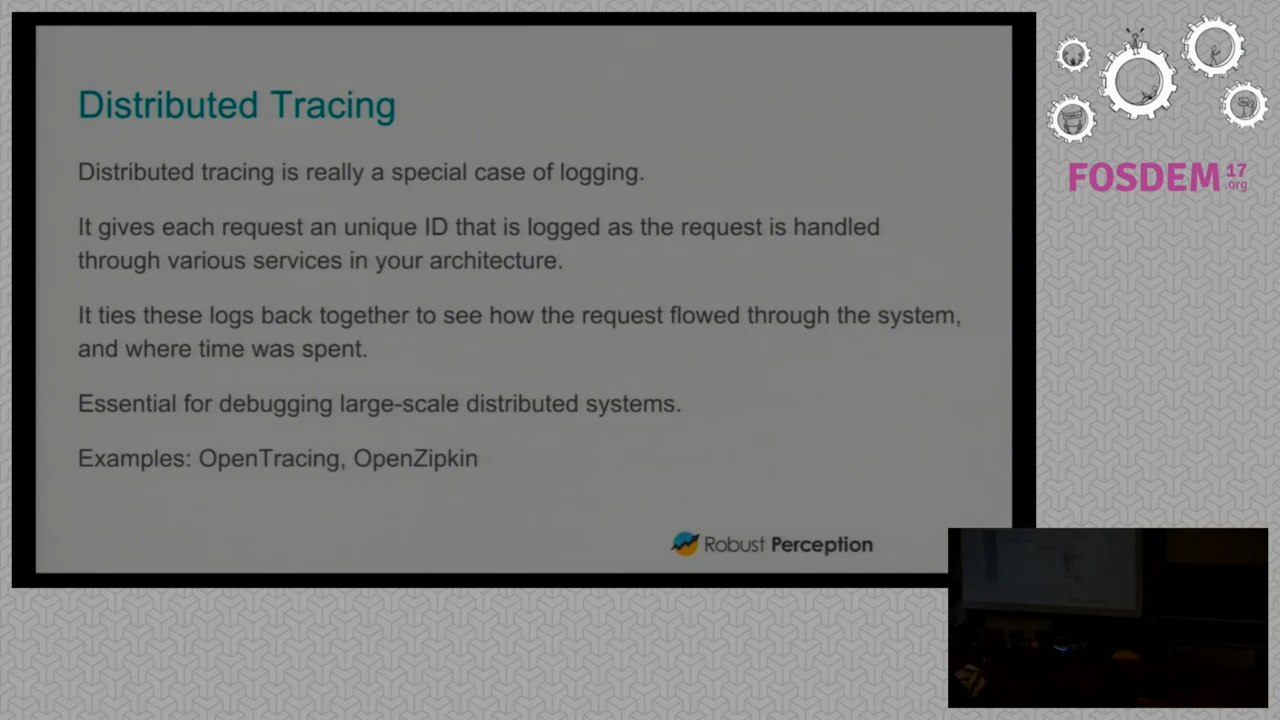 Distributed Tracing
Distributed tracing is really a special case of logging.
It gives each request an unique ID that is logged as the request is handled
through various services in your architecture.
It ties these logs back together to see how the request flowed through the system,
and where time was spent.
Essential for debugging large-scale distributed systems.
Examples: OpenTracing, OpenZipkin
Robust Perception
FOSDEM 17
.org